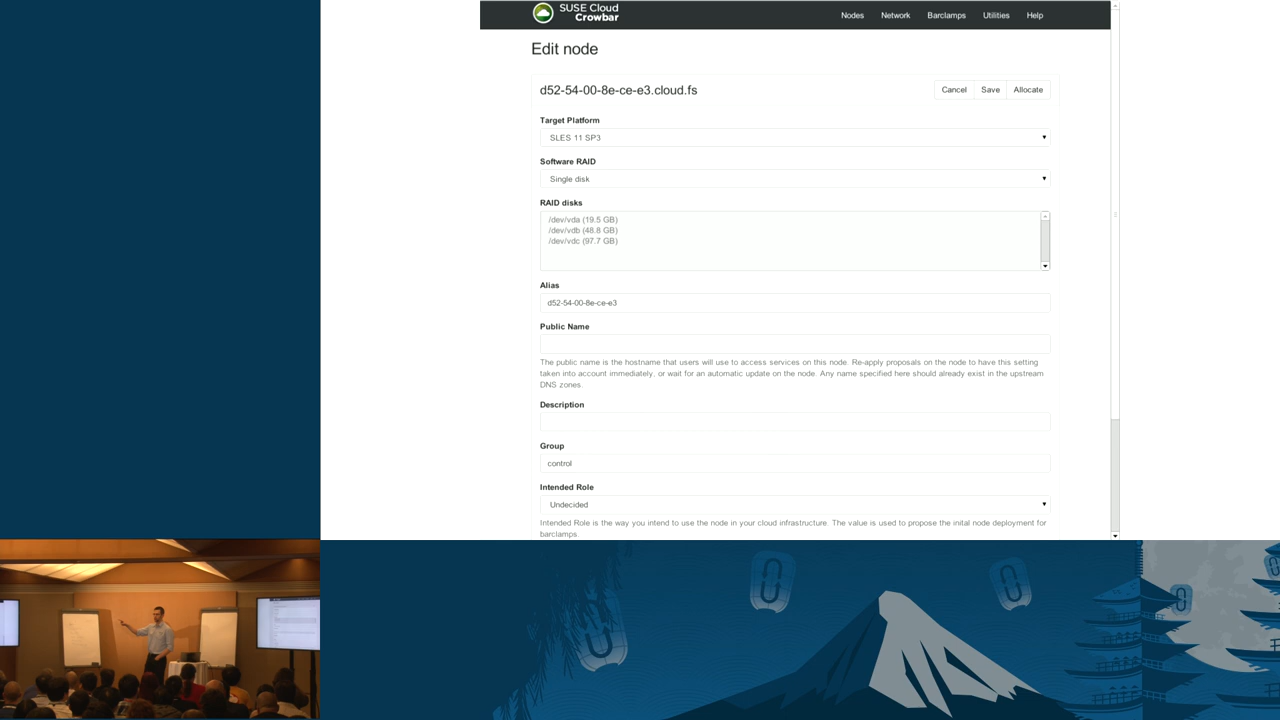 SUSE Cloud
Crowbar
Nodes Network Barclamps Utilities Help
Edit node
d52-54-00-8e-ce-e3.cloud.fs
Cancel Save Allocate
Target Platform
SLES 11 SP3
Software RAID
Single disk
RAID disks
/dev/vda (19.5 GB)
/dev/vdb (48.8 GB)
/dev/vdc (97.7 GB)
Alias
d52-54-00-8e-ce-e3
Public Name
The public name is the hostname that users will use to access services on this node. Re-apply proposals on the node to have this setting
taken into account immediately, or wait for an automatic update on the node. Any name specified here should already exist in the upstream
DNS zones.
Description
Group
control
Intended Role
Undecided
Intended Role is the way you intend to use the node in your cloud infrastructure. The value is used to propose the inital node deployment for
barclamps.